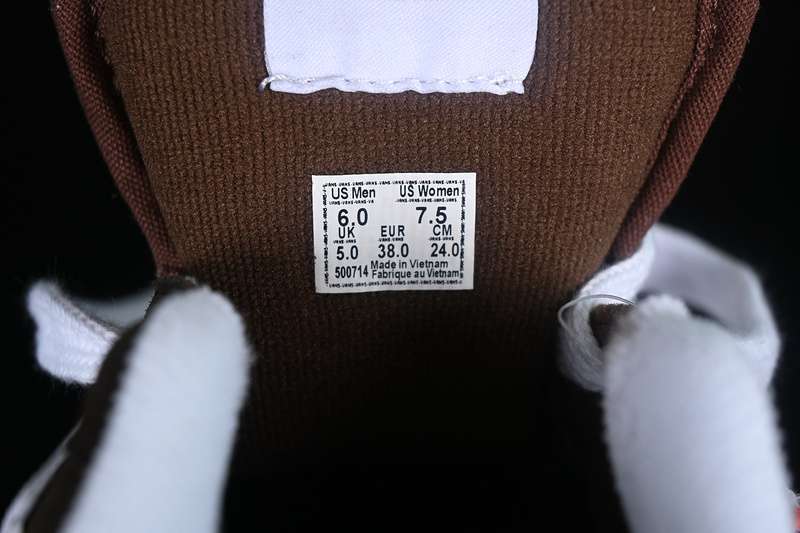 US Men US Women
6.0 7.5
UK EUR CM
5.0 38.0 24.0
500714 Made in Vietnam
Fabrique au Vietnam